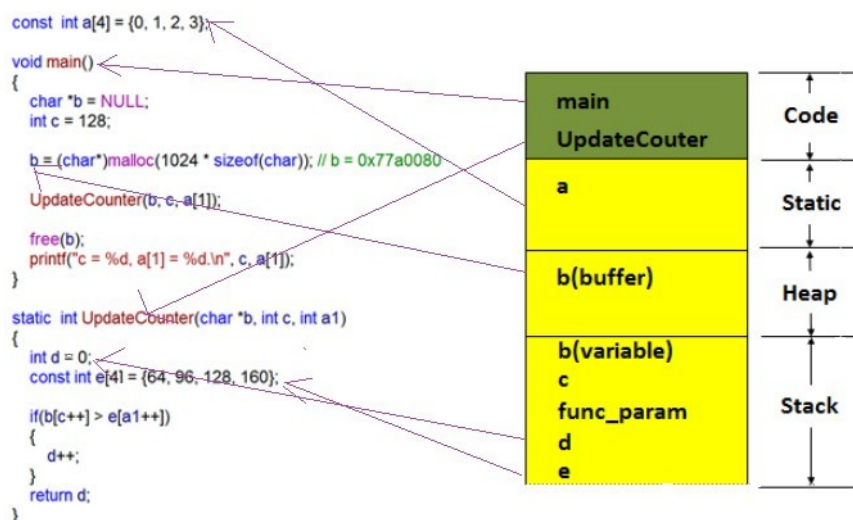 const  int a[4] = {0, 1, 2, 3};
void main()
{
char *b = NULL;
int c = 128;
b = (char*)malloc(1024 * sizeof(char)); // b = 0x77a0080
UpdateCounter(b, c, a[1]);
free(b);
printf("c = %d, a[1] = %d.\n", c, a[1]);
}
static  int UpdateCounter(char *b, int c, int a1)
{
int d = 0;
const int e[4] = {64, 96, 128, 160};
if(b[c++] > e[a1++])
{
d++;
}
return d;
}
main
UpdateCouter
Code
a
Static
b(buffer)
Heap
b(variable)
c
func_param
d
e
Stack